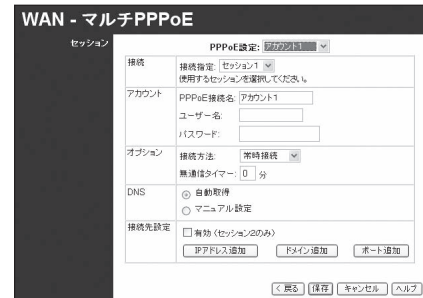 WAN - マルチPPPoE
セッション
PPPoE設定: アカウント1
接続
接続指定: セッション1
使用するセッションを選択してください。
アカウント
PPPoE接続名: アカウント1
ユーザー名:
パスワード:
オプション
接続方法: 常時接続
無通信タイマー: 0 分
DNS
自動取得
マニュアル設定
接続先設定
有効 (セッション2のみ)
IPアドレス追加 ドメイン追加 ポート追加
< 戻る 保存 キャンセル ヘルプ